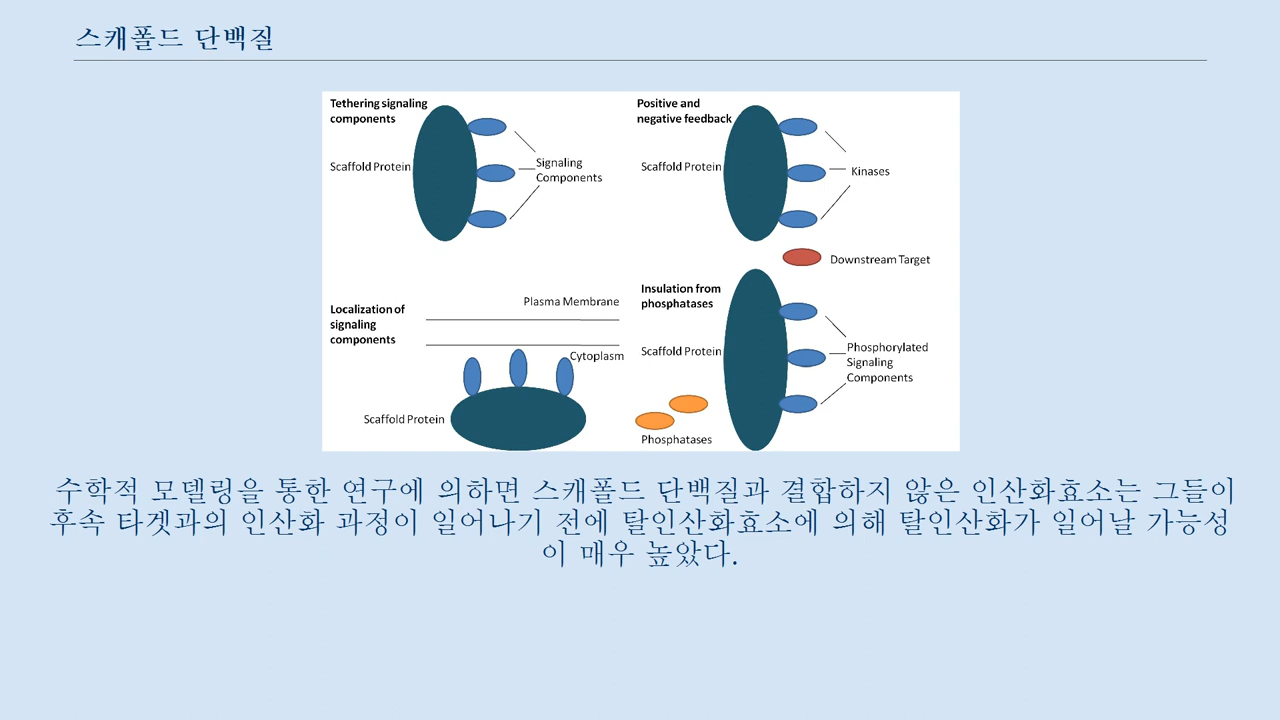 스캐폴드 단백질
Tethering signaling
components
Scaffold Protein
Signaling
Components
Positive and
negative feedback
Scaffold Protein
Kinases
Downstream Target
Localization of
signaling
components
Plasma Membrane
Cytoplasm
Scaffold Protein
Insulation from
phosphatases
Scaffold Protein
Phosphorylated
Signaling
Components
Phosphatases
수학적 모델링을 통한 연구에 의하면 스캐폴드 단백질과 결합하지 않은 인산화효소는 그들이
후속 타겟과의 인산화 과정이 일어나기 전에 탈인산화효소에 의해 탈인산화가 일어날 가능성
이 매우 높았다.